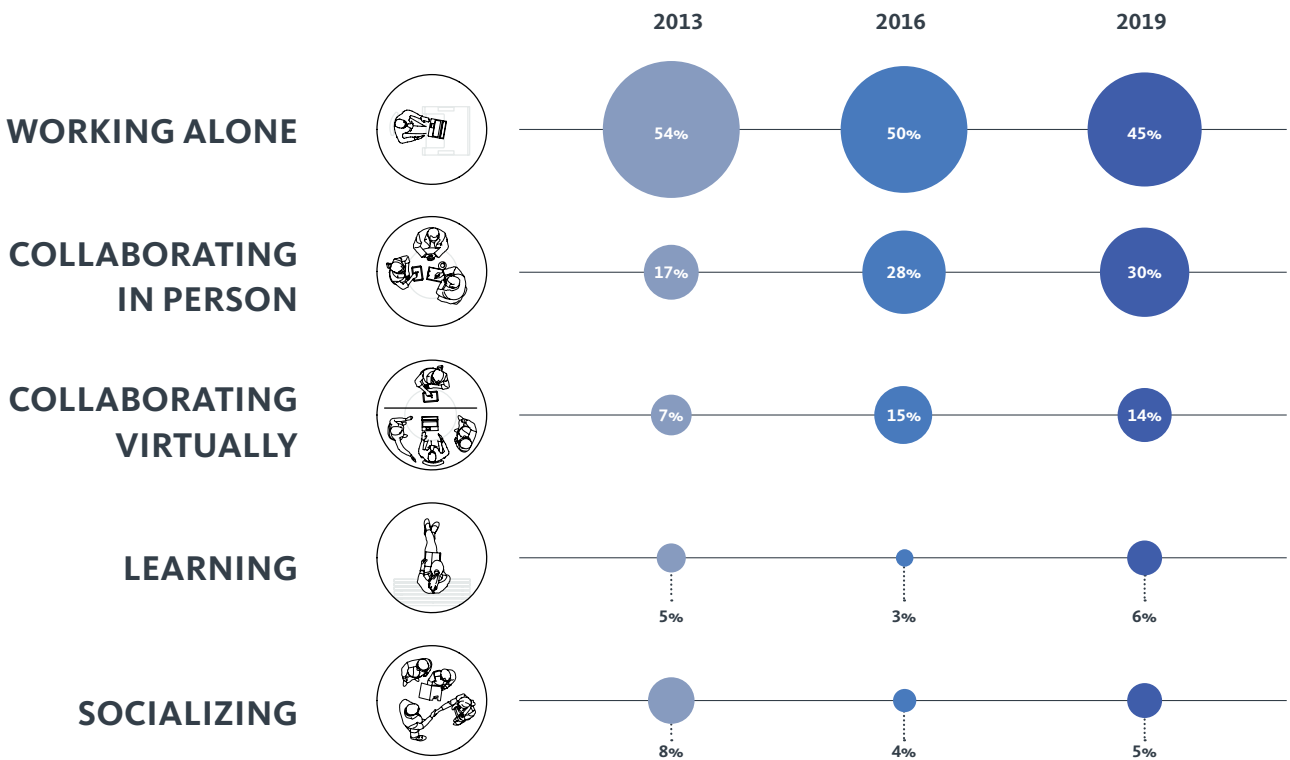 2013 2016 2019
WORKING ALONE 54% 50% 45%
COLLABORATING
IN PERSON 17% 28% 30%
COLLABORATING
VIRTUALLY 7% 15% 14%
LEARNING
5% 3% 6%
SOCIALIZING
8% 4% 5%